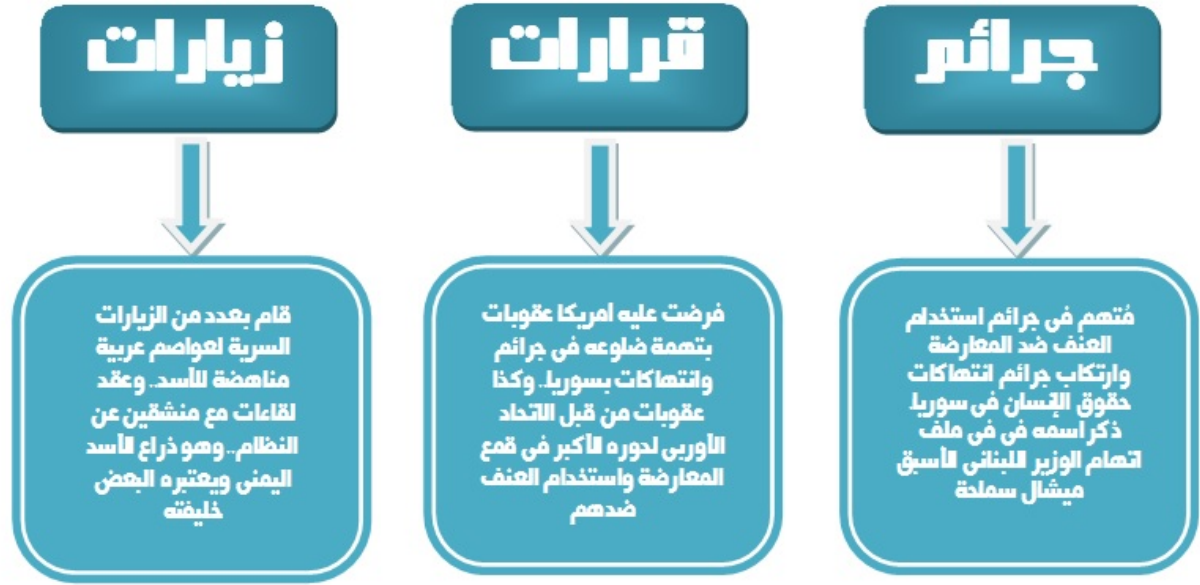 جرائم
مُتهم فى جرائم استخدام
العنف ضد المعارضة
وارتكاب جرائم انتهاكات
حقوق الإنسان فى سوريا.
ذكر اسمه فى فى ملف
اتهام الوزير اللبنانى الأسبق
ميشال سماحة
قرارات
فرضت عليه أمريكا عقوبات
بتهمة ضلوعه فى جرائم
وانتهاكات بسوريا.. وكذا
عقوبات من قبل الاتحاد
الأوربى لدوره الأكبر فى قمع
المعارضة واستخدام العنف
ضدهم
زيارات
قام بعدد من الزيارات
السرية لعواصم عربية
مناهضة للأسد.. وعقد
لقاءات مع منشقين عن
النظام.. وهو ذراع الأسد
اليمنى ويعتبره البعض
خليفته